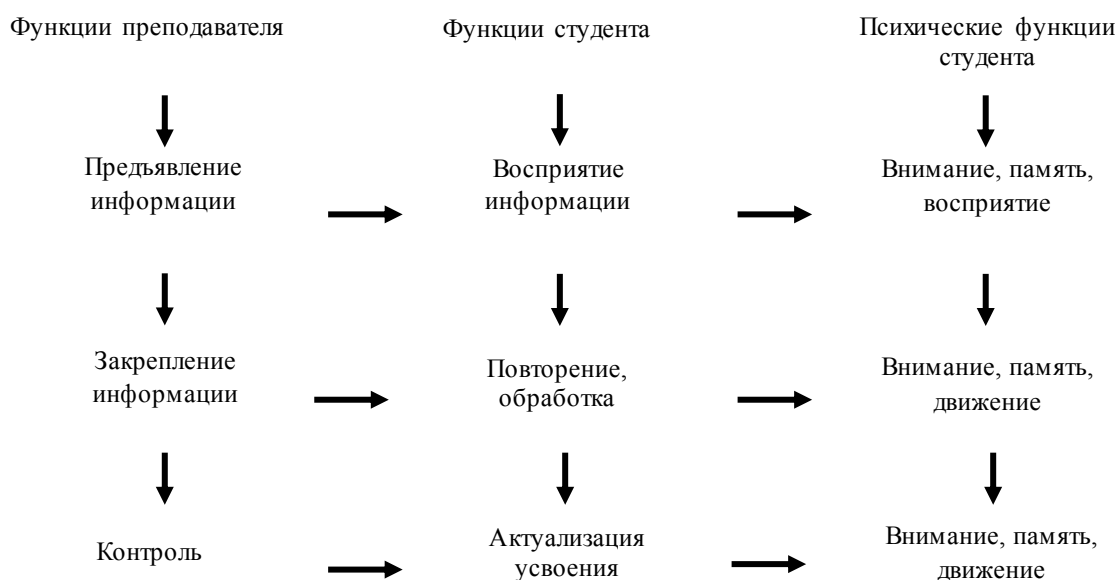 Функции преподавателя
Функции студента
Психические функции
студента
Предъявление
информации
Восприятие
информации
Внимание, память,
восприятие
Закрепление
информации
Повторение,
обработка
Внимание, память,
движение
Контроль
Актуализация
усвоения
Внимание, память,
движение